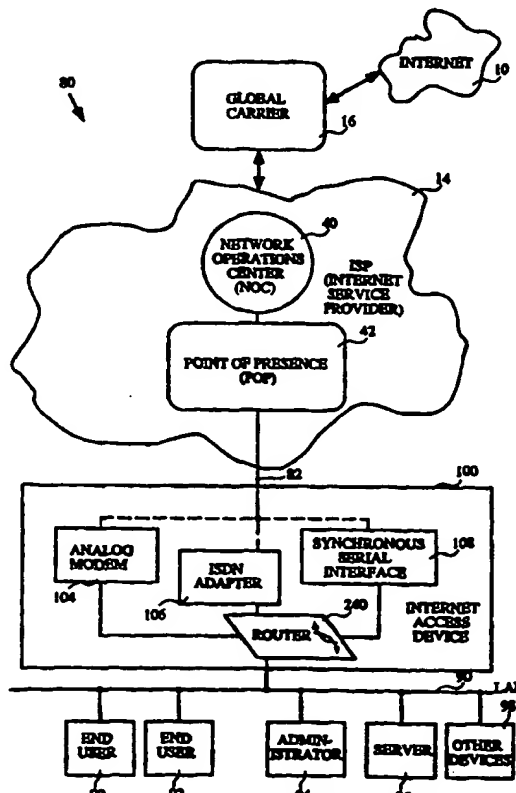 80
INTERNET
10
GLOBAL
CARRIER
16
14
40
NETWORK
OPERATIONS
CENTER
(NOC)
ISP
(INTERNET
SERVICE
PROVIDER)
42
POINT OF PRESENCE
(POP)
82
100
ANALOG
MODEM
104
ISDN
ADAPTER
106
SYNCHRONOUS
SERIAL
INTERFACE
108
240
ROUTER
INTERNET
ACCESS
DEVICE
90
LAN
98
END
USER
END
USER
ADMIN-
ISTRATOR
SERVER
OTHER
DEVICES